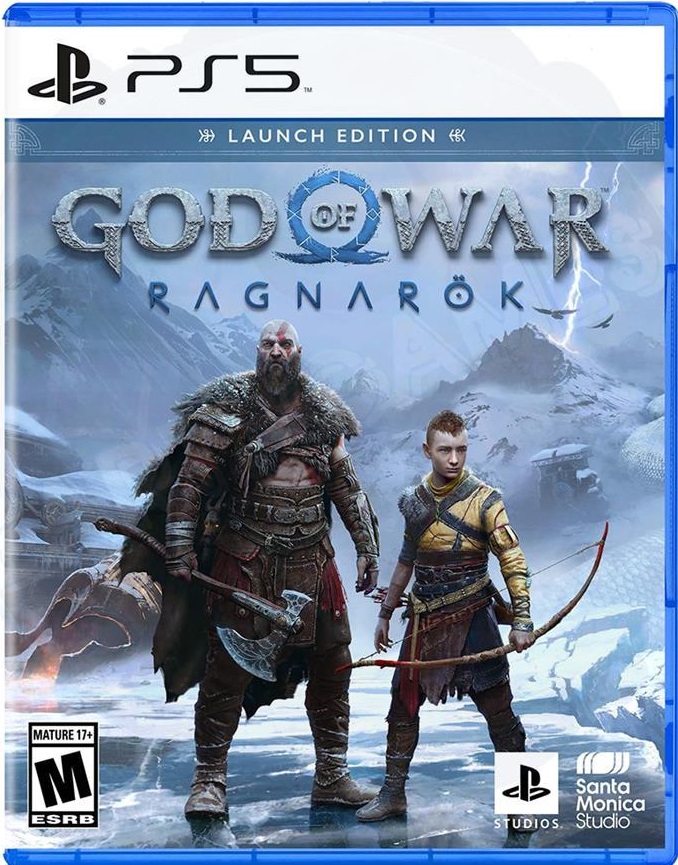 PS5
LAUNCH EDITION
GOD OF WAR
RAGNARÖK
MATURE 17+
M
ESRB
STUDIOS
Santa
Monica
Studio